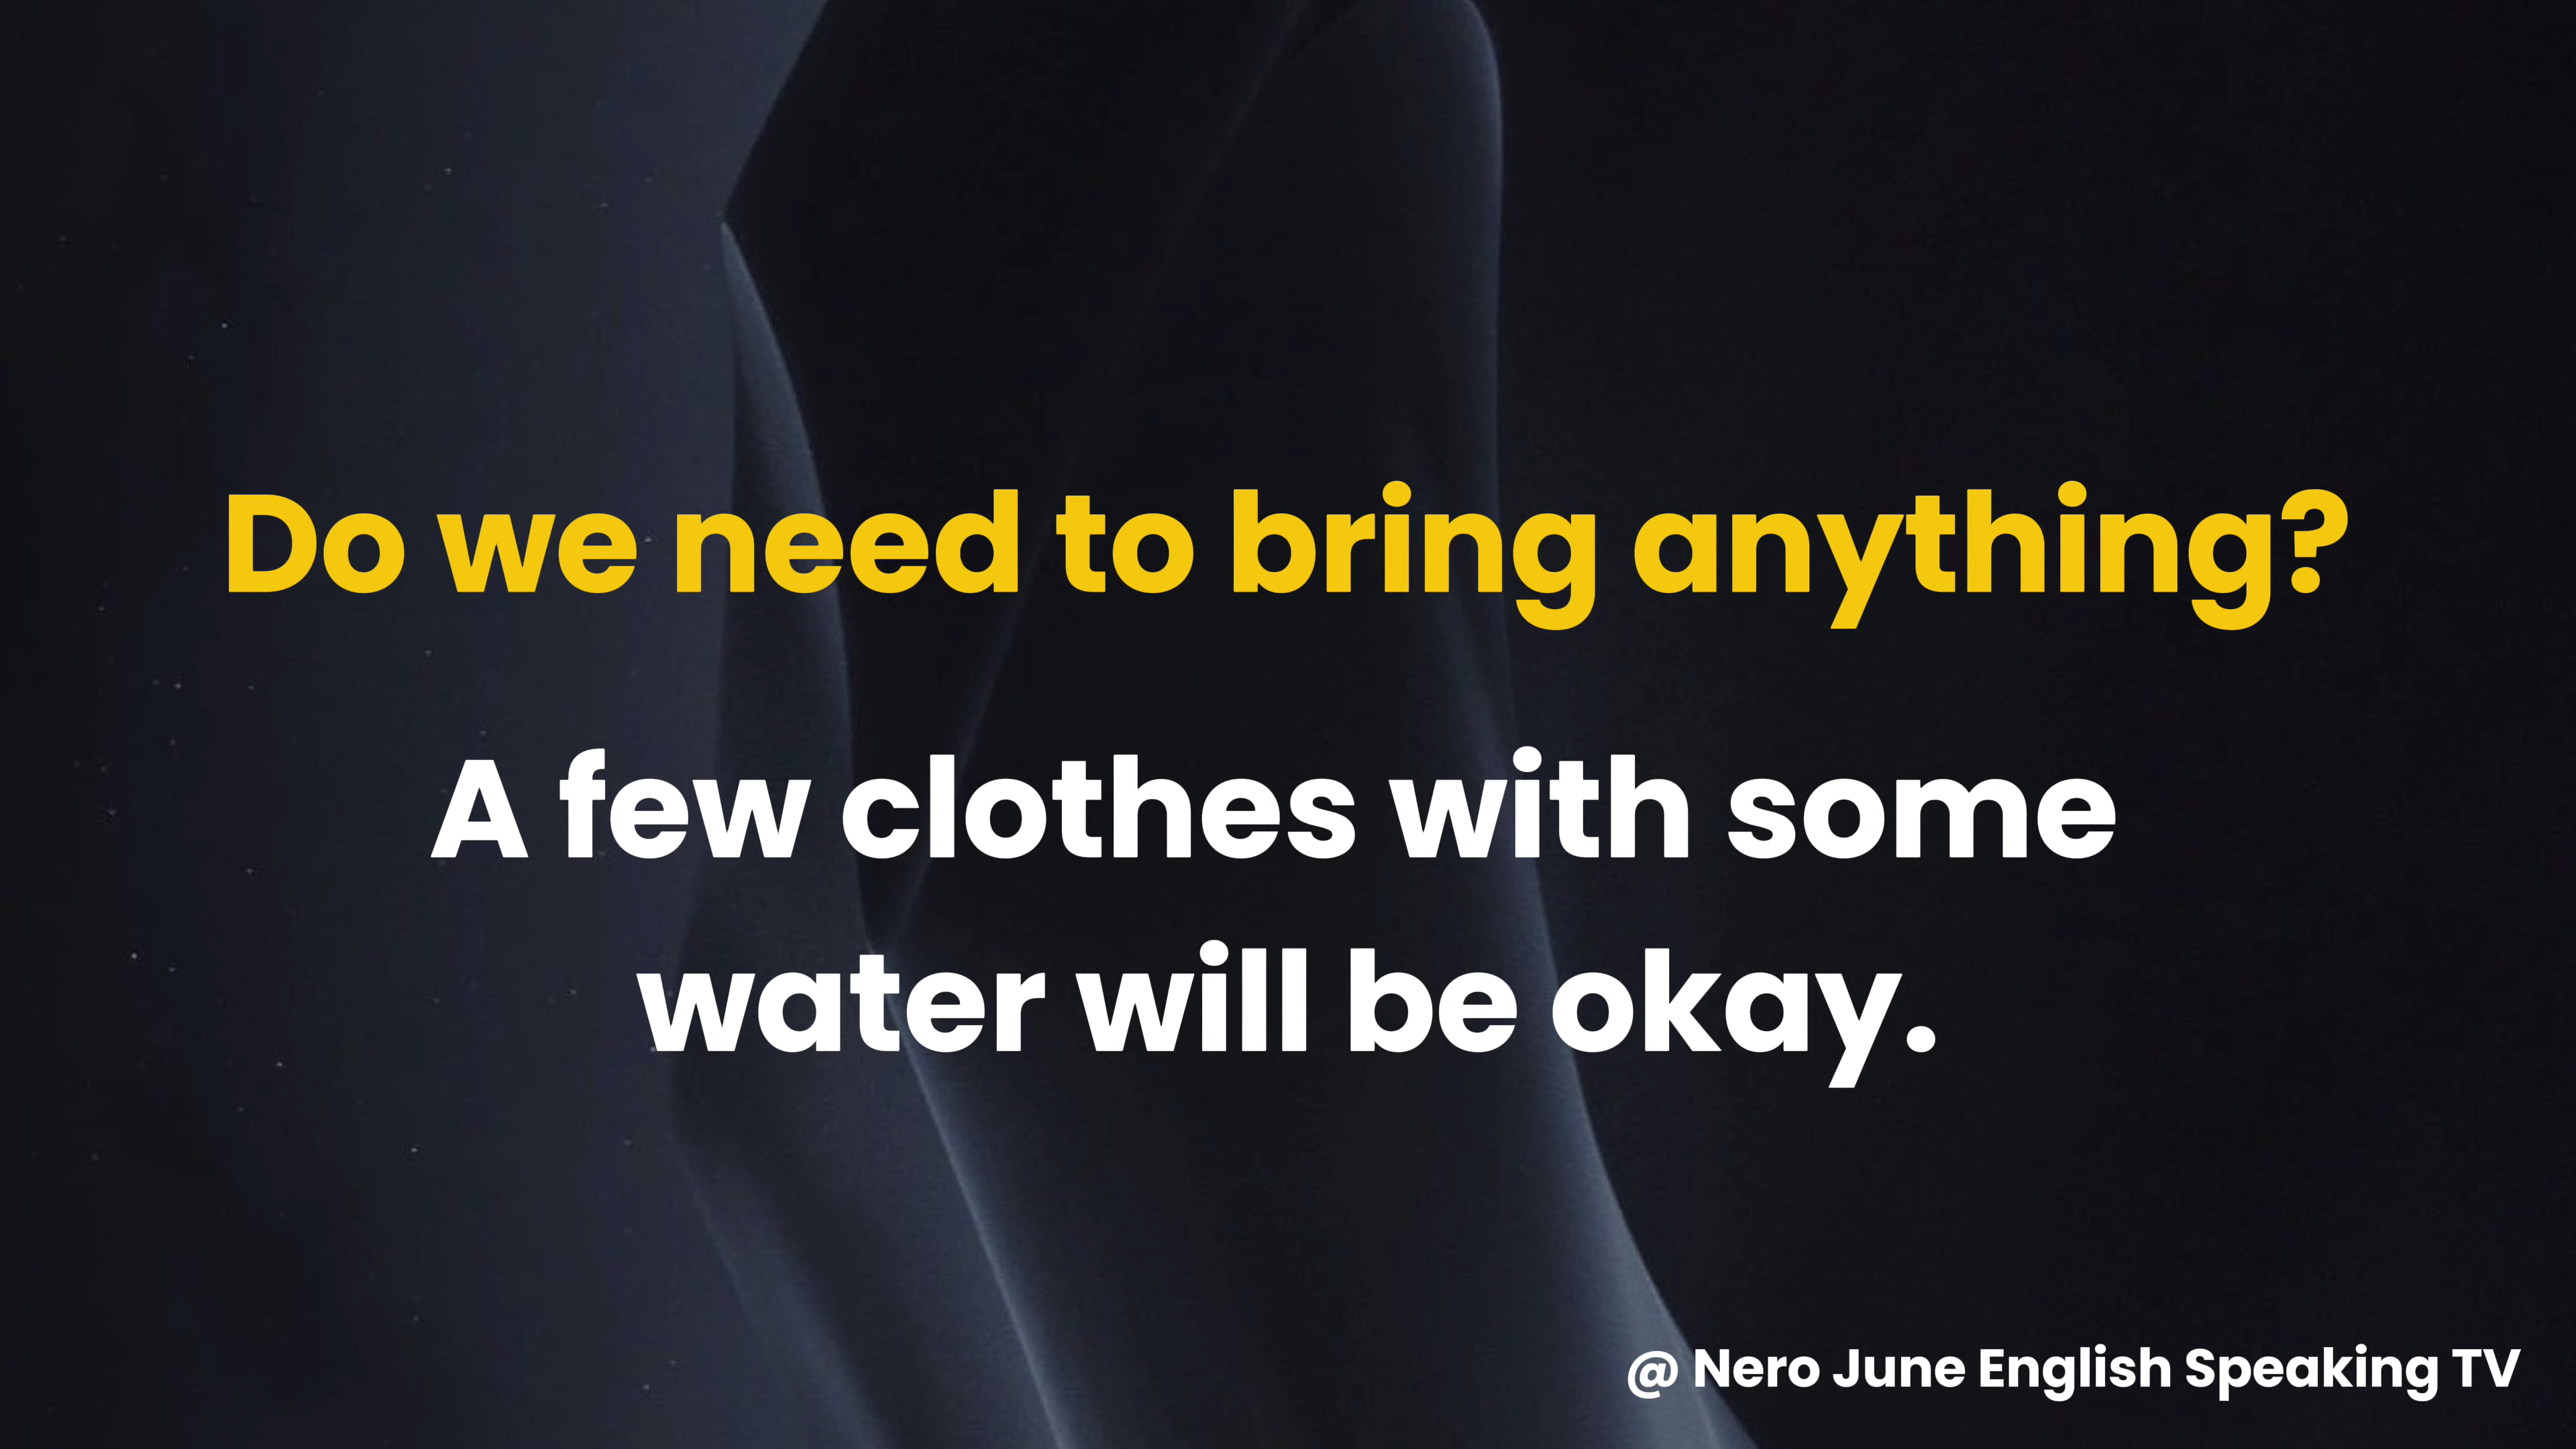 Do we need to bring anything?
A few clothes with some
water will be okay.
@ Nero June English Speaking TV